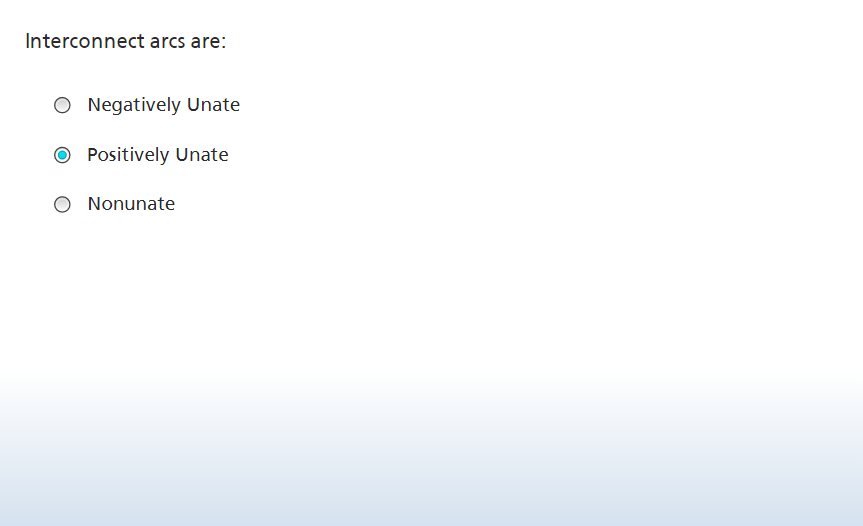 Interconnect arcs are:
Negatively Unate
Positively Unate
Nonunate